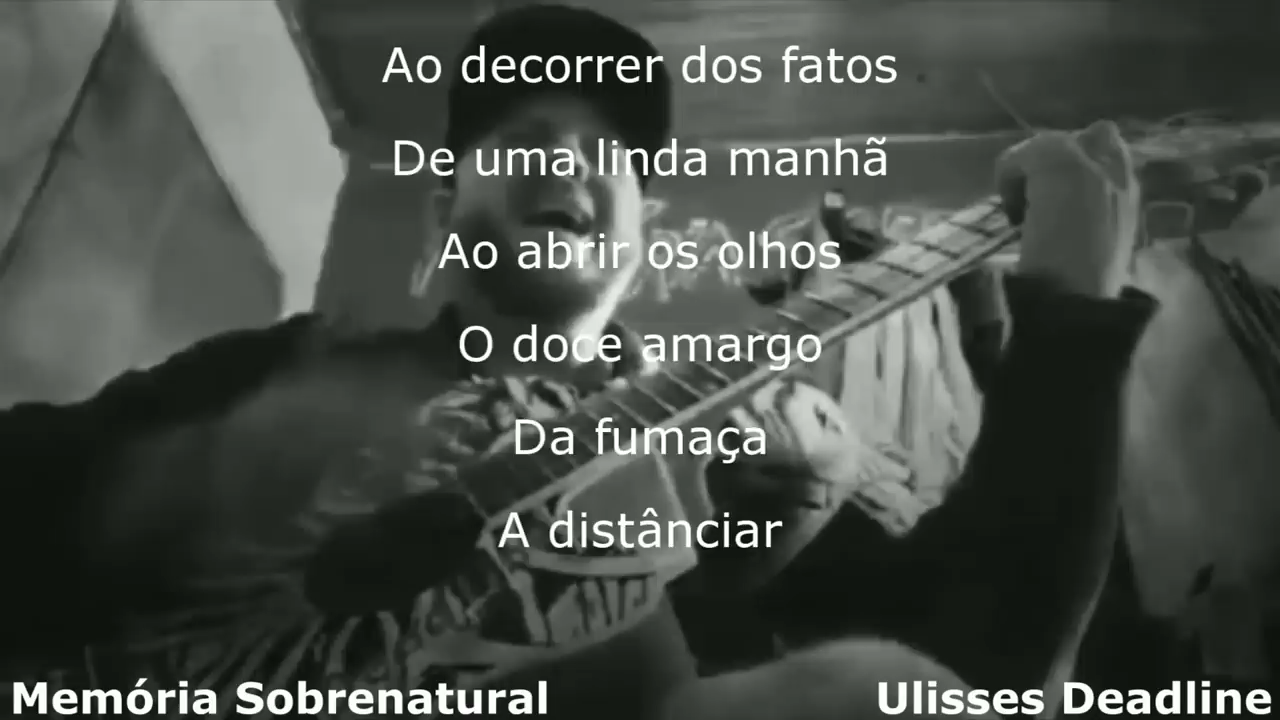 Ao decorrer dos fatos
De uma linda manhã
Ao abrir os olhos
O doce amargo
Da fumaça
A distânciar
Memória Sobrenatural
Ulisses Deadline